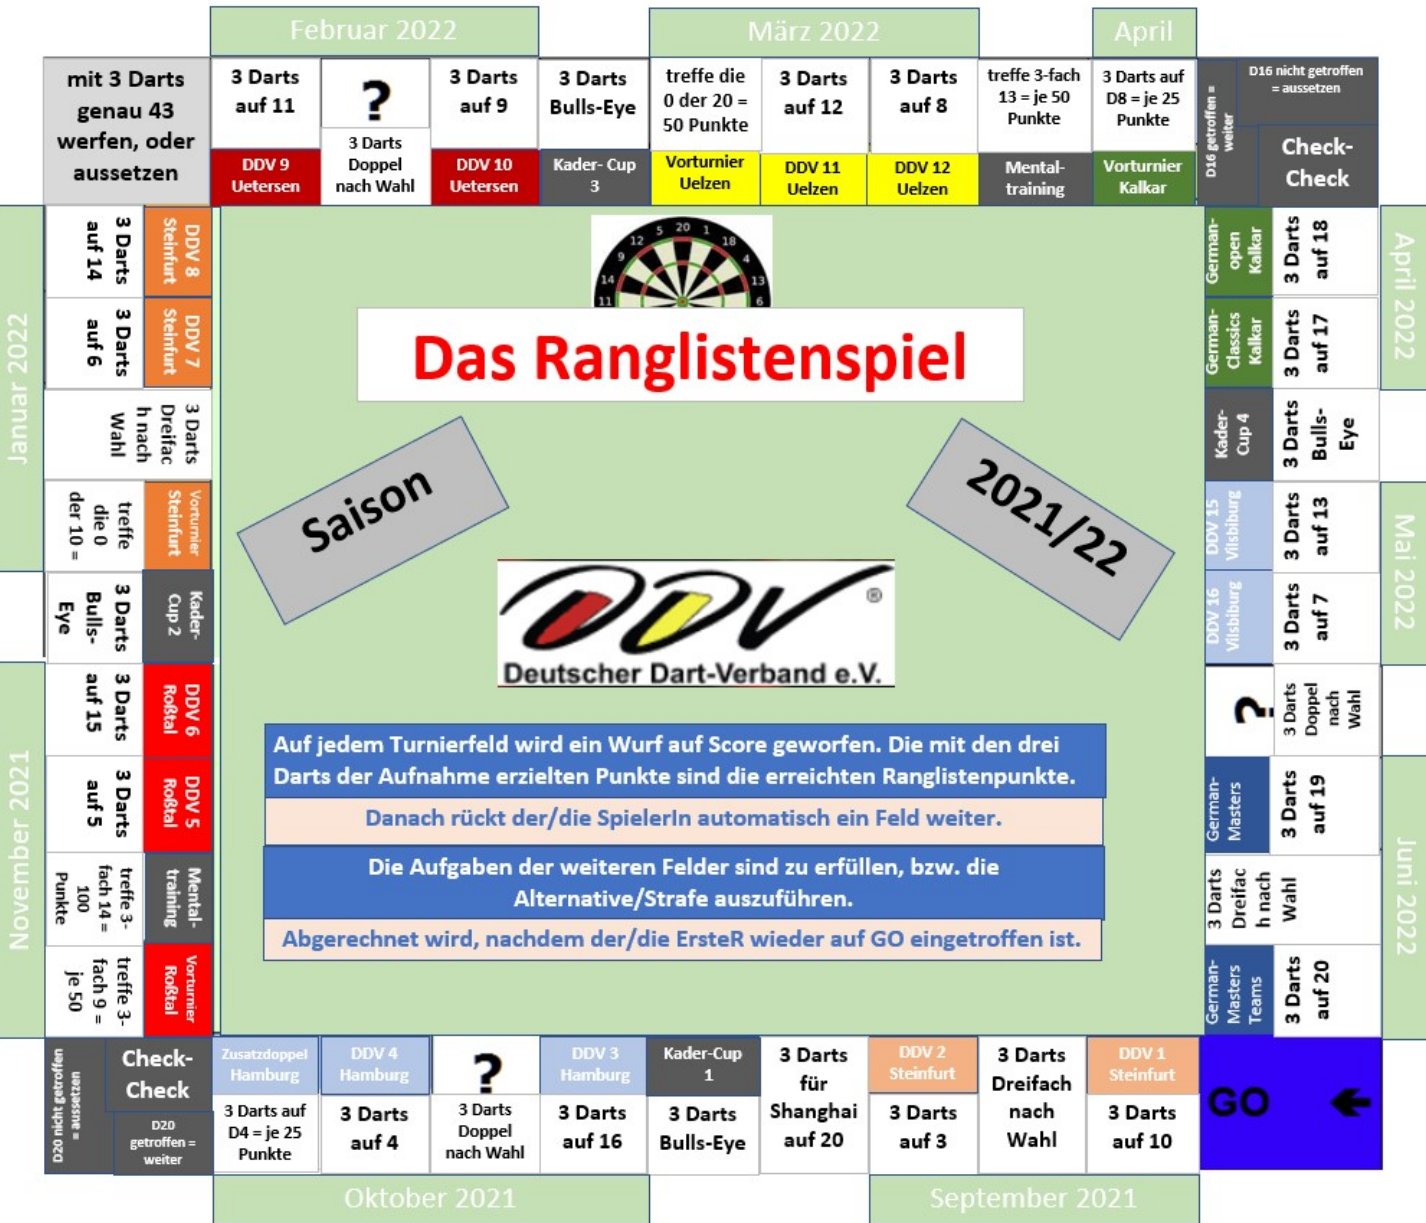 Februar 2022
März 2022
April
mit 3 Darts
genau 43
werfen, oder
aussetzen
3 Darts
auf 11
DDV 9
Uetersen
?
3 Darts
Doppel
nach Wahl
3 Darts
auf 9
DDV 10
Uetersen
3 Darts
Bulls-Eye
Kader- Cup
3
treffe die
0 der 20 =
50 Punkte
Vorturnier
Uelzen
3 Darts
auf 12
DDV 11
Uelzen
3 Darts
auf 8
DDV 12
Uelzen
treffe 3-fach
13 = je 50
Punkte
Mental-
training
3 Darts auf
D8 = je 25
Punkte
Vorturnier
Kalkar
D16 getroffen =
weiter
D16 nicht getroffen
= aussetzen
Check-
Check
April 2022
German-
open
Kalkar
3 Darts
auf 18
German-
Classics
Kalkar
3 Darts
auf 17
Kader-
Cup 4
3 Darts
Bulls-
Eye
Mai 2022
DDV 15
Vilsbiburg
3 Darts
auf 13
DDV 16
Vilsbiburg
3 Darts
auf 7
?
3 Darts
Doppel
nach
Wahl
Juni 2022
German-
Masters
3 Darts
auf 19
3 Darts
Dreifac
h nach
Wahl
German-
Masters
Teams
3 Darts
auf 20
Januar 2022
DDV 8
Steinfurt
3 Darts
auf 14
DDV 7
Steinfurt
3 Darts
auf 6
3 Darts
Dreifac
h nach
Wahl
Vorturnier
Steinfurt
treffe
die 0
der 10 =
Kader-
Cup 2
3 Darts
Bulls-
Eye
November 2021
DDV 6
Roßtal
3 Darts
auf 15
DDV 5
Roßtal
3 Darts
auf 5
Mental-
training
treffe 3-
fach 14 =
100
Punkte
Vorturnier
Roßtal
treffe 3-
fach 9 =
je 50
11 14 9 12 5 20 1 18 4 13 6
Das Ranglistenspiel
Saison
2021/22
DDV ®
Deutscher Dart-Verband e.V.
Auf jedem Turnierfeld wird ein Wurf auf Score geworfen. Die mit den drei
Darts der Aufnahme erzielten Punkte sind die erreichten Ranglistenpunkte.
Danach rückt der/die SpielerIn automatisch ein Feld weiter.
Die Aufgaben der weiteren Felder sind zu erfüllen, bzw. die
Alternative/Strafe auszuführen.
Abgerechnet wird, nachdem der/die ErsteR wieder auf GO eingetroffen ist.
D20 nicht getroffen
= aussetzen
Check-
Check
D20
getroffen =
weiter
Zusatzdoppel
Hamburg
3 Darts auf
D4 = je 25
Punkte
DDV 4
Hamburg
3 Darts
auf 4
?
3 Darts
Doppel
nach Wahl
DDV 3
Hamburg
3 Darts
auf 16
Kader-Cup
1
3 Darts
Bulls-Eye
3 Darts
für
Shanghai
auf 20
DDV 2
Steinfurt
3 Darts
auf 3
3 Darts
Dreifach
nach
Wahl
DDV 1
Steinfurt
3 Darts
auf 10
GO
Oktober 2021
September 2021